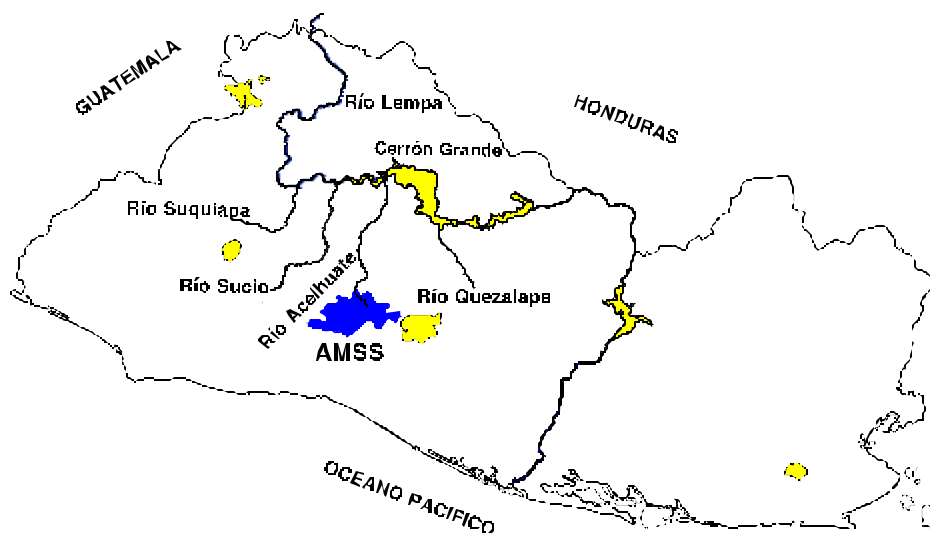 GUATEMALA
Río Lempa
HONDURAS
Cerrón Grande
Río Suquiapa
Río Sucio
Río Acelhuate
Río Quezalapa
AMSS
OCEANO PACIFICO